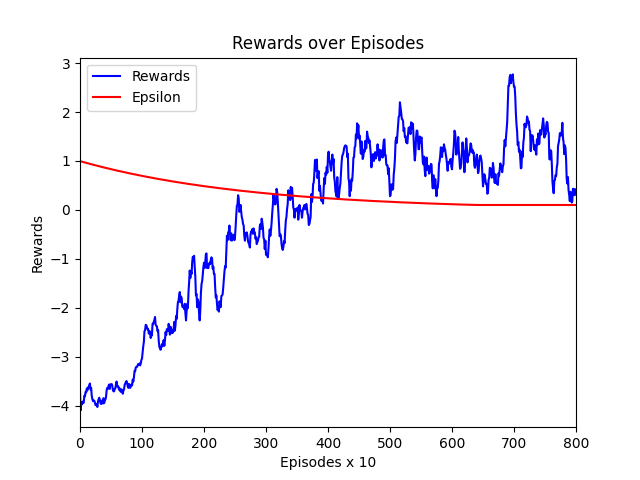 Rewards over Episodes
Rewards
Epsilon
Rewards
3
2
1
0
−1
−2
−3
−4
0 100 200 300 400 500 600 700 800
Episodes x 10